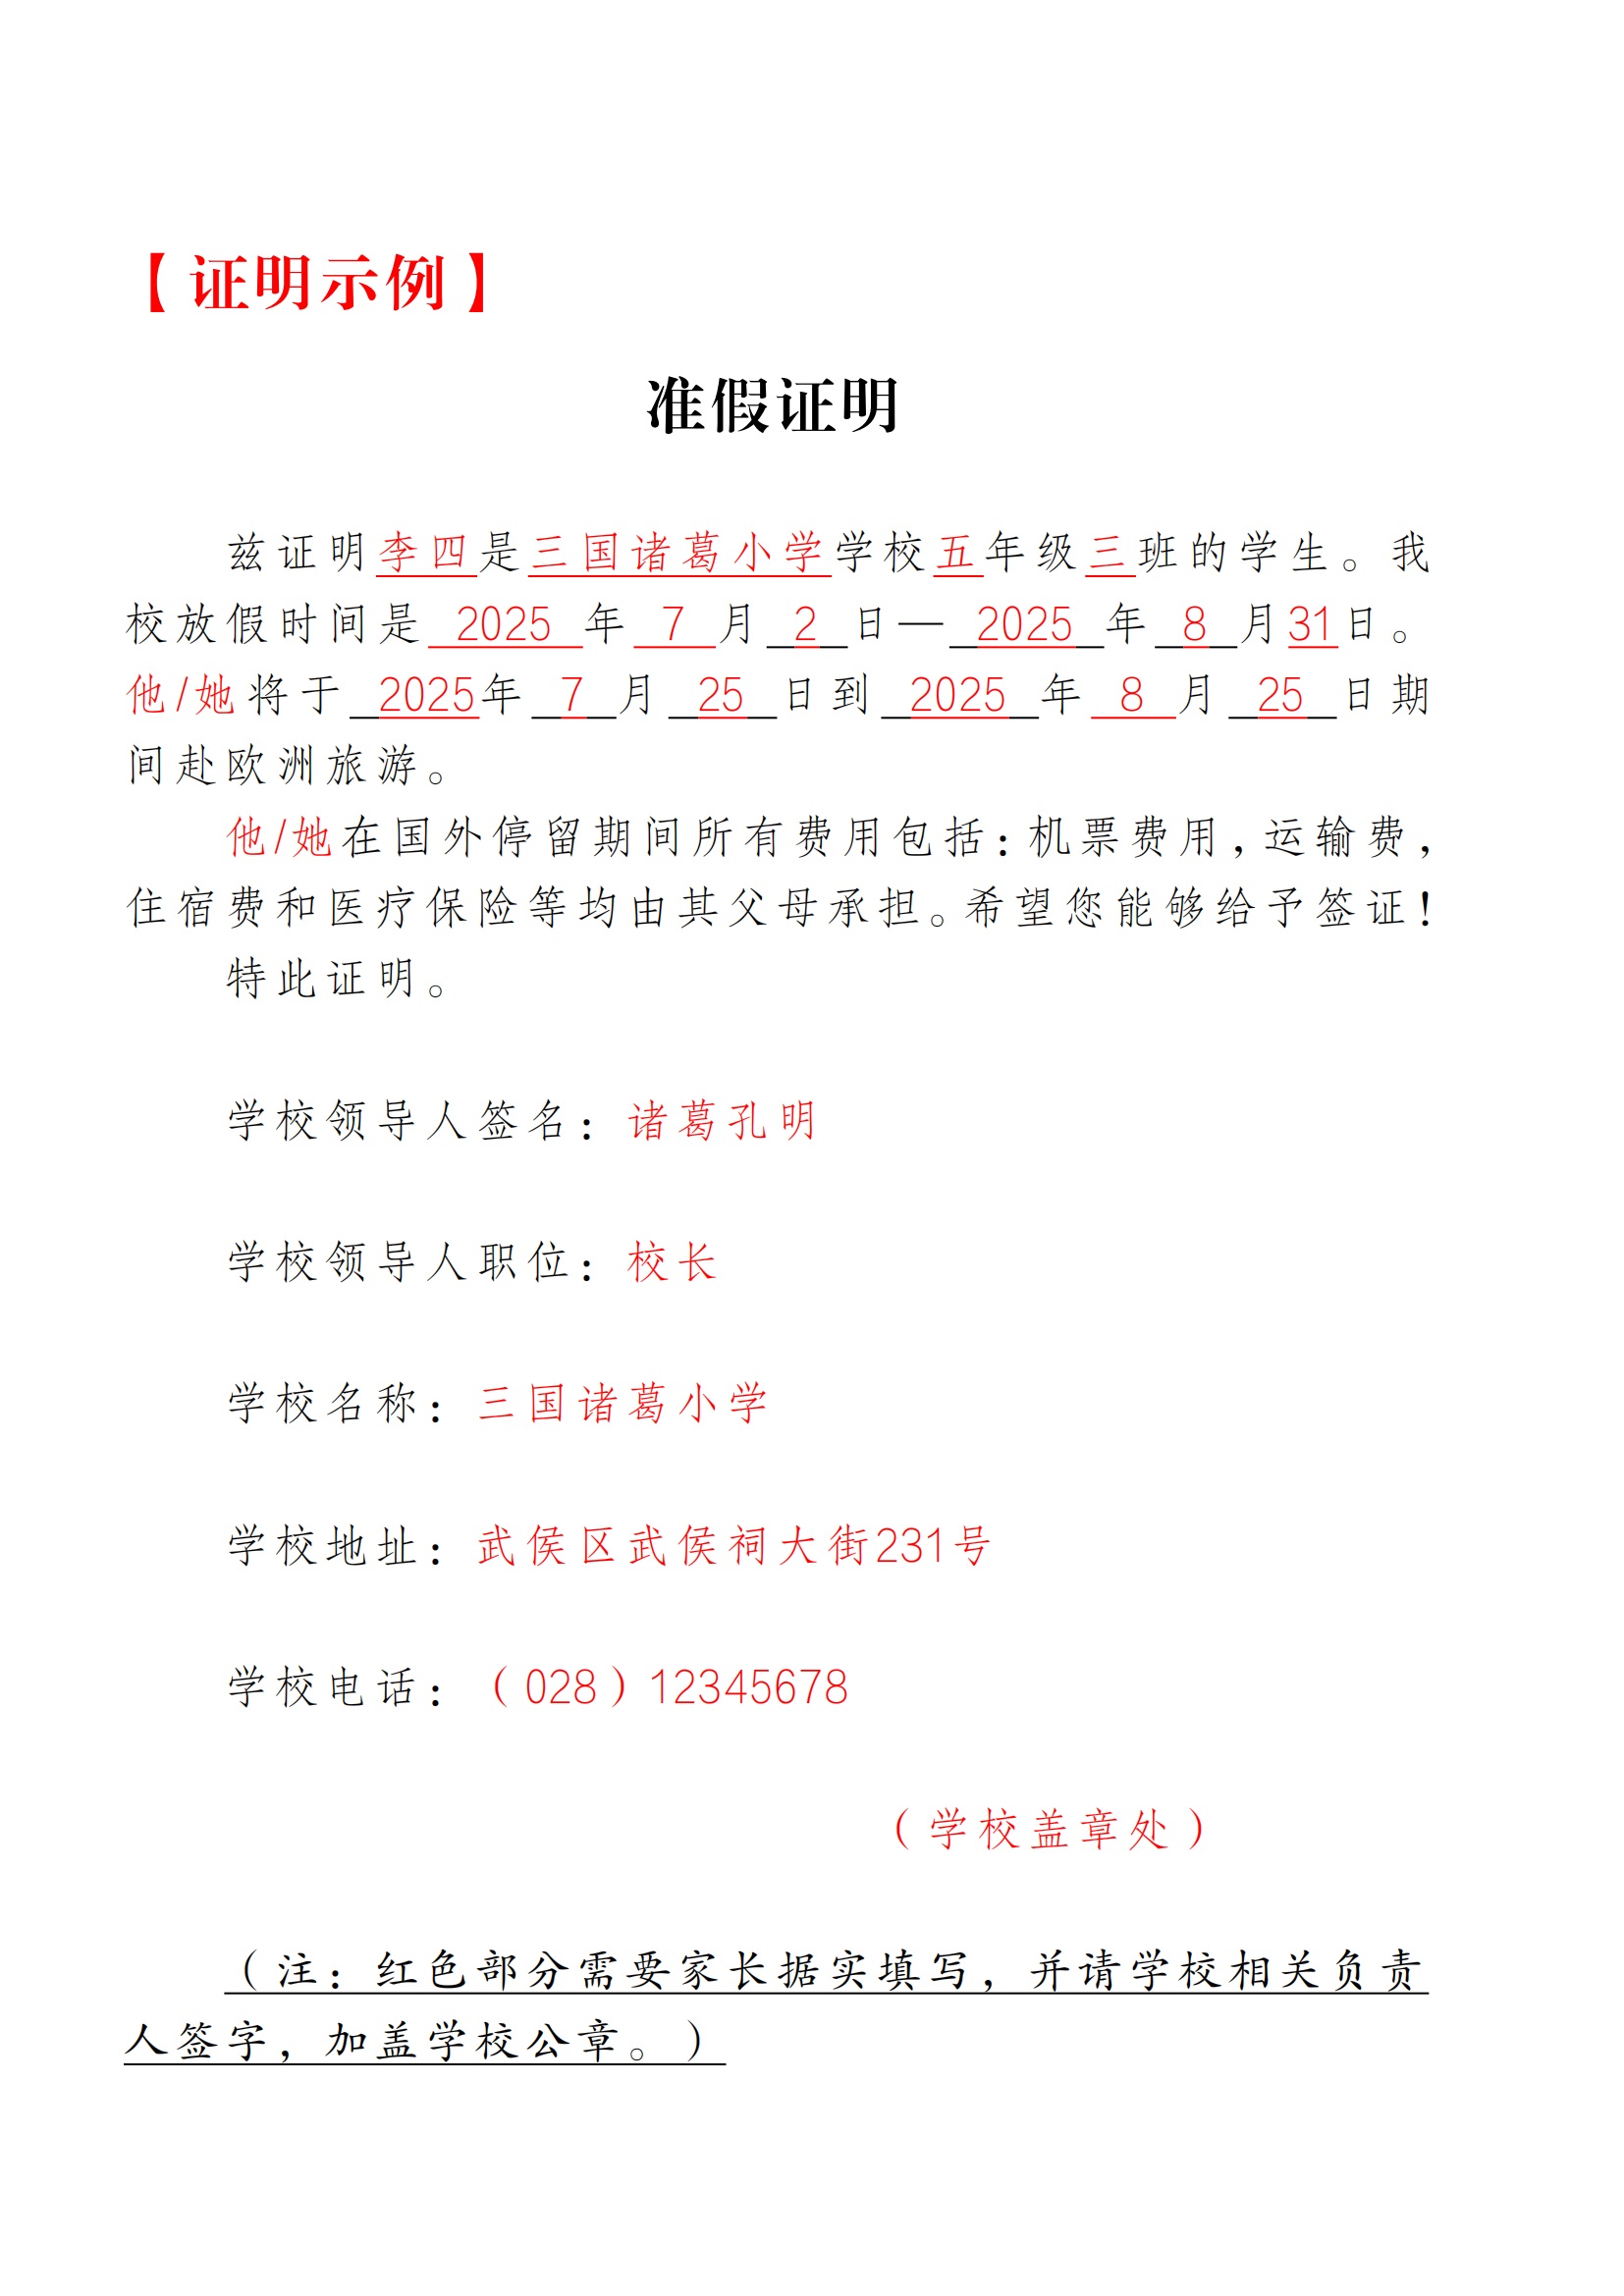 【证明示例】
准假证明
兹证明李四是三国诸葛小学学校五年级三班的学生。我
校放假时间是 2025 年 7 月 2 日— 2025 年 8 月31日。
他/她将于 2025年 7 月 25 日到 2025 年 8 月 25 日期
间赴欧洲旅游。
他/她在国外停留期间所有费用包括:机票费用,运输费,
住宿费和医疗保险等均由其父母承担。希望您能够给予签证!
特此证明。
学校领导人签名: 诸葛孔明
学校领导人职位: 校长
学校名称: 三国诸葛小学
学校地址: 武侯区武侯祠大街231号
学校电话: (028)12345678
(学校盖章处)
(注: 红色部分需要家长据实填写, 并请学校相关负责
人签字, 加盖学校公章。)